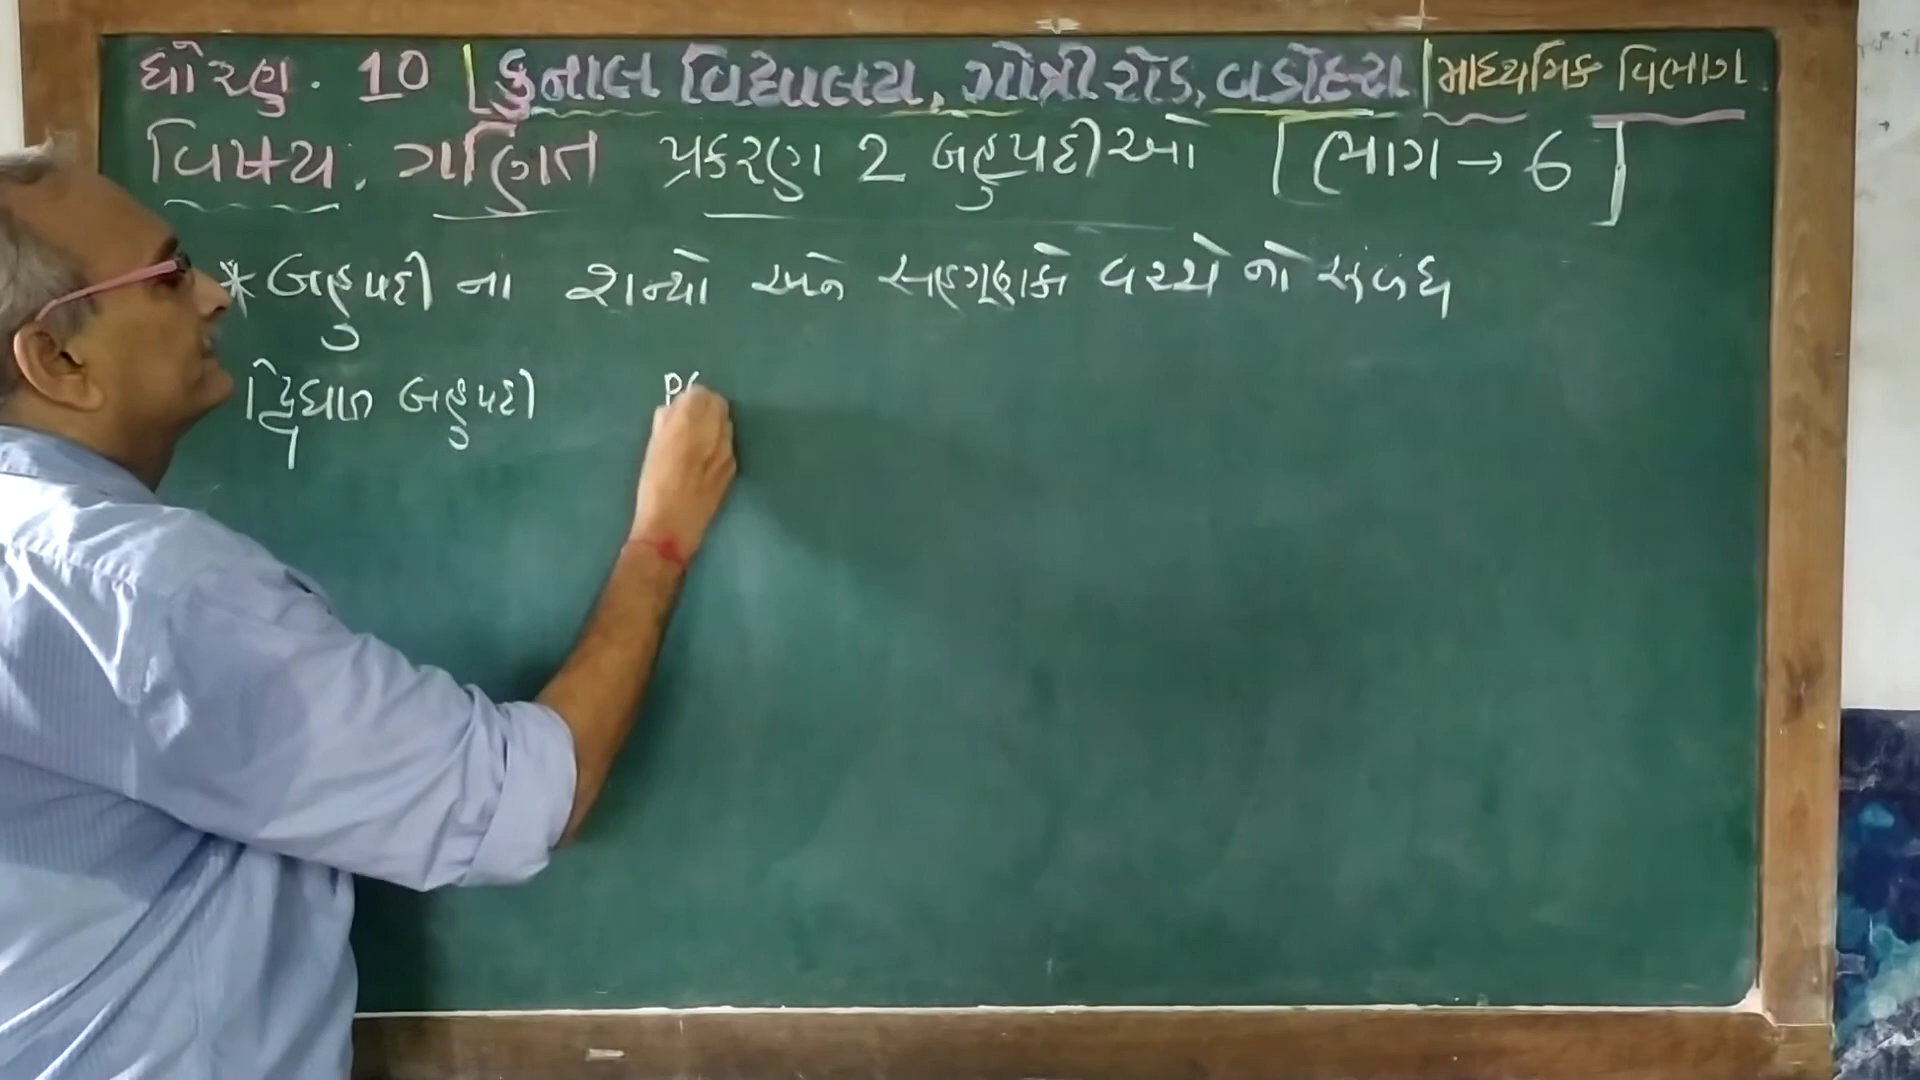 ધોરણ. 10 | કુનાલ વિદ્યાલય, ગોત્રી રોડ, વડોદરા | માધ્યમિક વિભાગ
વિષય. ગણિત પ્રકરણ 2 બહુપદીઓ [ભાગ → 6]
* બહુપદી ના શૂન્યો અને સહગુણકો વચ્ચે નો સંબંધ
દ્વિઘાત બહુપદી P(